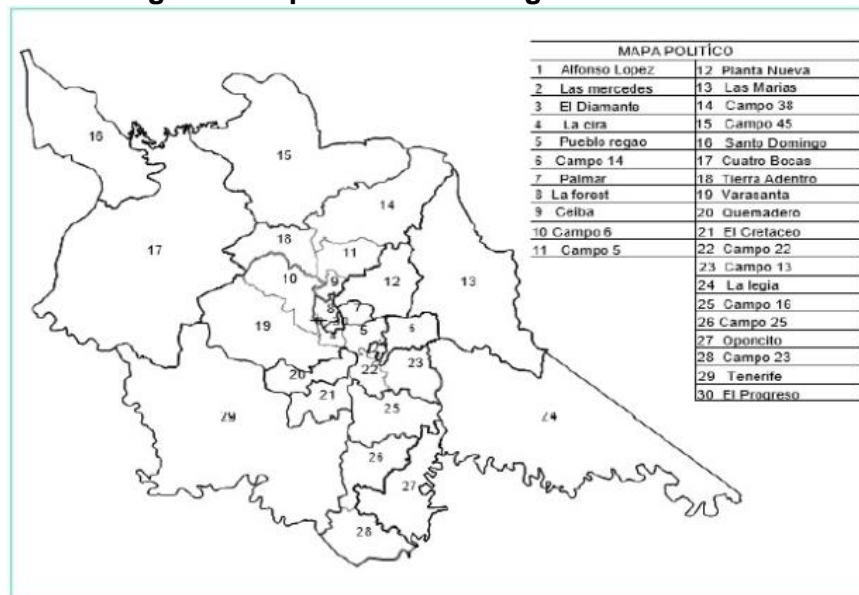 MAPA POLITÍCO
1 Alfonso Lopez
2 Las mercedes
3 El Diamante
4 La cira
5 Pueblo regao
6 Campo 14
7 Palmar
8 La forest
9 Ceiba
10 Campo 6
11 Campo 5
12 Planta Nueva
13 Las Marias
14 Campo 38
15 Campo 45
16 Santo Domingo
17 Cuatro Bocas
18 Tierra Adentro
19 Varasanta
20 Quemadero
21 El Cretaceo
22 Campo 22
23 Campo 13
24 La legia
25 Campo 16
26 Campo 25
27 Oponcito
28 Campo 23
29 Tenerife
30 El Progreso
16
15
14
17
18
11
10
9
12
13
8
7
19
5
6
20
22
23
21
29
25
24
26
27
28